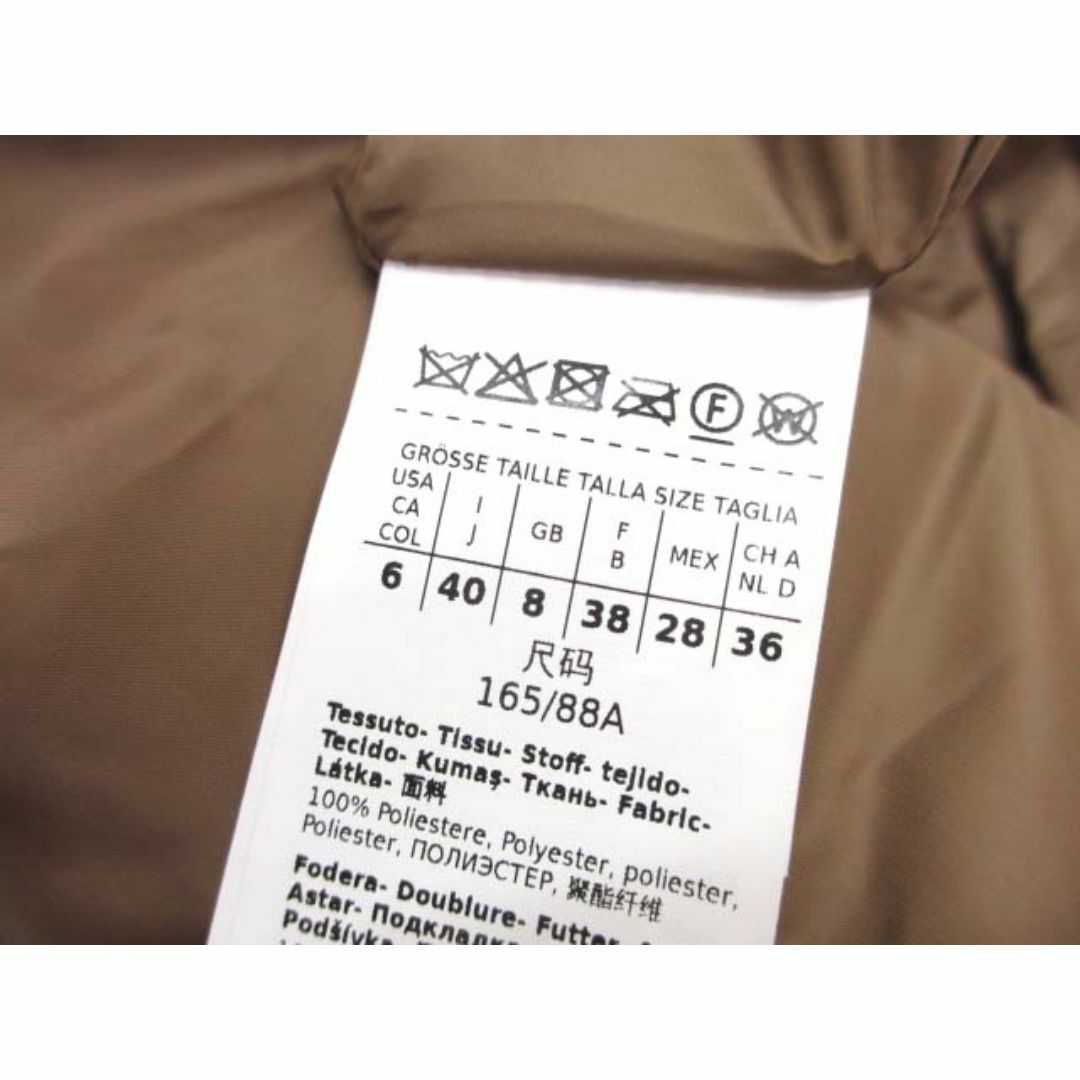 F W
GRÖSSE TAILLE TALLA SIZE TAGLIA
USA CA COL
I J
GB
F B
MEX
CH A NL D
6 40 8 38 28 36
尺码
165/88A
Tessuto- Tissu- Stoff- tejido-
Tecido- Kumaş- Ткань- Fabric-
Látka- 面料
100% Poliestere, Polyester, poliester,
Poliester, ПОЛИЭСТЕР, 聚酯纤维
Fodera- Doublure- Futter-
Astar- Подкладка
Podšívka-